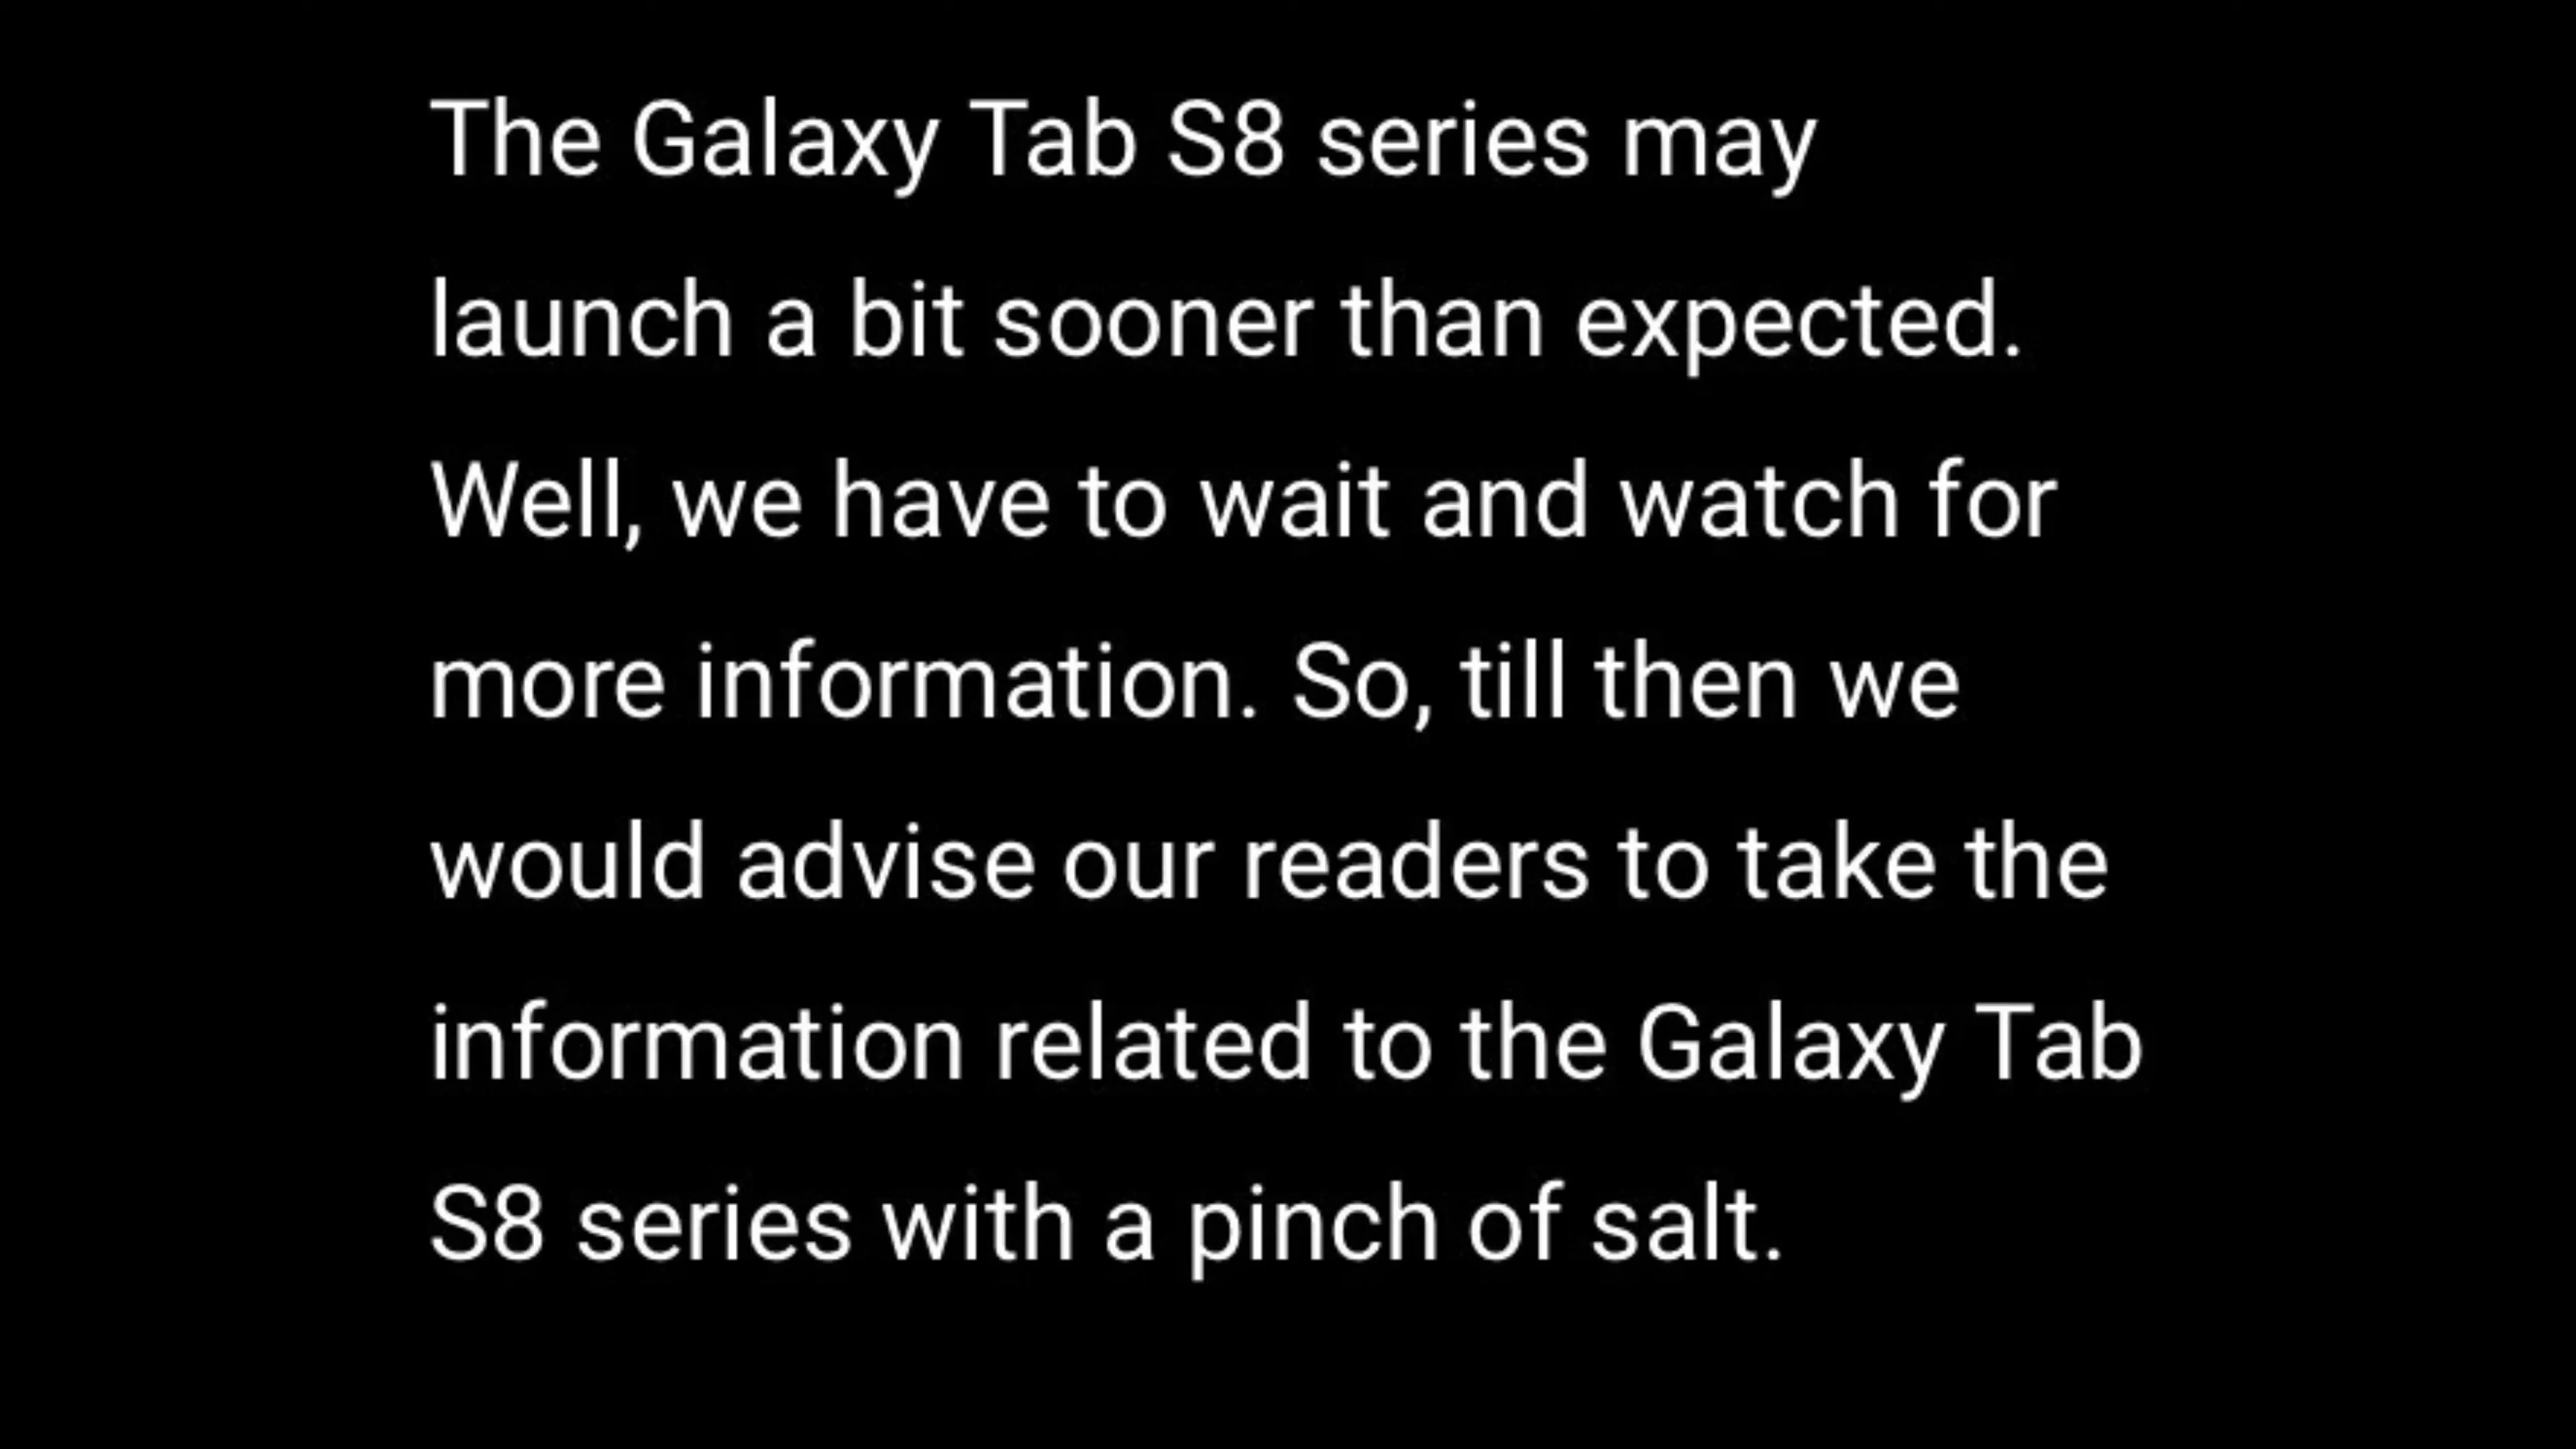 The Galaxy Tab S8 series may
launch a bit sooner than expected.
Well, we have to wait and watch for
more information. So, till then we
would advise our readers to take the
information related to the Galaxy Tab
S8 series with a pinch of salt.